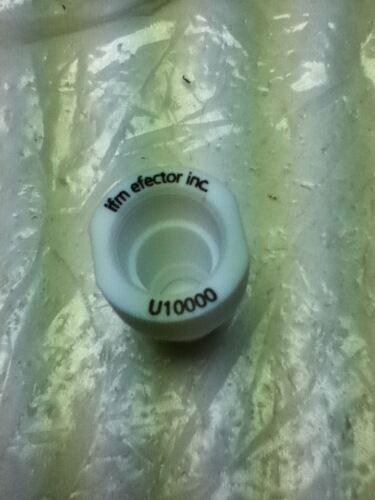 ifm efector inc.
U10000